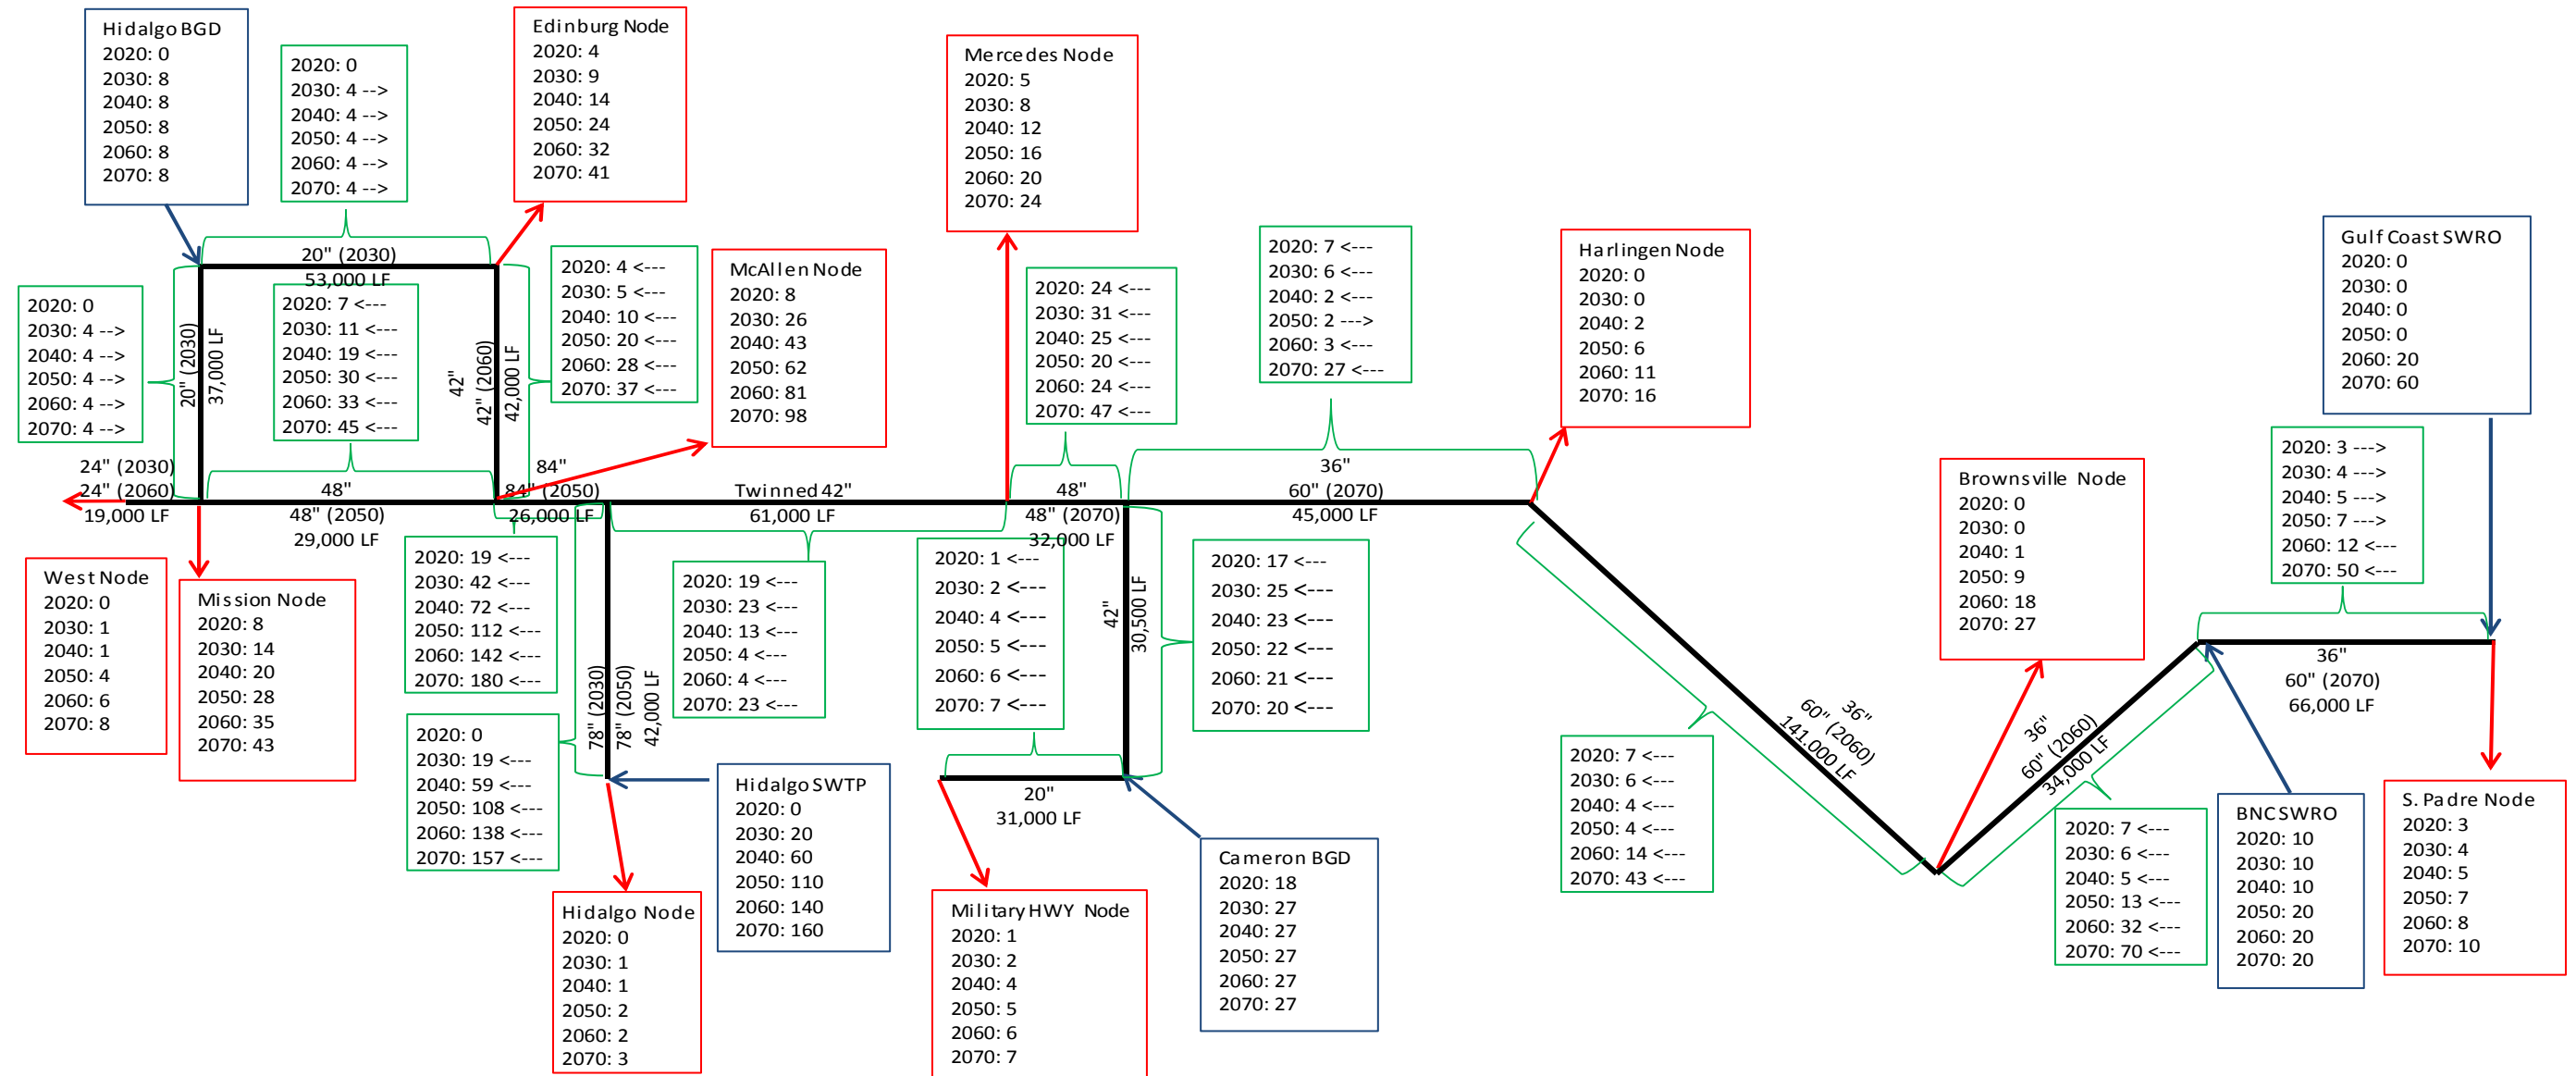 Hidalgo BGD
2020: 0
2030: 8
2040: 8
2050: 8
2060: 8
2070: 8
2020: 0
2030: 4 -->
2040: 4 -->
2050: 4 -->
2060: 4 -->
2070: 4 -->
Edinburg Node
2020: 4
2030: 9
2040: 14
2050: 24
2060: 32
2070: 41
Mercedes Node
2020: 5
2030: 8
2040: 12
2050: 16
2060: 20
2070: 24
20" (2030)
53,000 LF
2020: 0
2030: 4 -->
2040: 4 -->
2050: 4 -->
2060: 4 -->
2070: 4 -->
20" (2030)
37,000 LF
2020: 7 <---
2030: 11 <---
2040: 19 <---
2050: 30 <---
2060: 33 <---
2070: 45 <---
42"
42" (2060)
42,000 LF
2020: 4 <---
2030: 5 <---
2040: 10 <---
2050: 20 <---
2060: 28 <---
2070: 37 <---
McAllen Node
2020: 8
2030: 26
2040: 43
2050: 62
2060: 81
2070: 98
2020: 24 <---
2030: 31 <---
2040: 25 <---
2050: 20 <---
2060: 24 <---
2070: 47 <---
2020: 7 <---
2030: 6 <---
2040: 2 <---
2050: 2 --->
2060: 3 <---
2070: 27 <---
Harlingen Node
2020: 0
2030: 0
2040: 2
2050: 6
2060: 11
2070: 16
Gulf Coast SWRO
2020: 0
2030: 0
2040: 0
2050: 0
2060: 20
2070: 60
24" (2030)
24" (2060)
19,000 LF
48"
48" (2050)
29,000 LF
84"
84" (2050)
26,000 LF
Twinned 42"
61,000 LF
48"
48" (2070)
32,000 LF
36"
60" (2070)
45,000 LF
2020: 3 --->
2030: 4 --->
2040: 5 --->
2050: 7 --->
2060: 12 <---
2070: 50 <---
Brownsville Node
2020: 0
2030: 0
2040: 1
2050: 9
2060: 18
2070: 27
West Node
2020: 0
2030: 1
2040: 1
2050: 4
2060: 6
2070: 8
Mission Node
2020: 8
2030: 14
2040: 20
2050: 28
2060: 35
2070: 43
2020: 19 <---
2030: 42 <---
2040: 72 <---
2050: 112 <---
2060: 142 <---
2070: 180 <---
2020: 19 <---
2030: 23 <---
2040: 13 <---
2050: 4 <---
2060: 4 <---
2070: 23 <---
2020: 1 <---
2030: 2 <---
2040: 4 <---
2050: 5 <---
2060: 6 <---
2070: 7 <---
42"
30,500 LF
2020: 17 <---
2030: 25 <---
2040: 23 <---
2050: 22 <---
2060: 21 <---
2070: 20 <---
2020: 0
2030: 19 <---
2040: 59 <---
2050: 108 <---
2060: 138 <---
2070: 157 <---
78" (2030)
78" (2050)
42,000 LF
Hidalgo SWTP
2020: 0
2030: 20
2040: 60
2050: 110
2060: 140
2070: 160
20"
31,000 LF
2020: 7 <---
2030: 6 <---
2040: 4 <---
2050: 4 <---
2060: 14 <---
2070: 43 <---
36"
60" (2060)
141,000 LF
36"
60" (2060)
34,000 LF
36"
60" (2070)
66,000 LF
Hidalgo Node
2020: 0
2030: 1
2040: 1
2050: 2
2060: 2
2070: 3
Military HWY Node
2020: 1
2030: 2
2040: 4
2050: 5
2060: 6
2070: 7
Cameron BGD
2020: 18
2030: 27
2040: 27
2050: 27
2060: 27
2070: 27
2020: 7 <---
2030: 6 <---
2040: 5 <---
2050: 13 <---
2060: 32 <---
2070: 70 <---
BNC SWRO
2020: 10
2030: 10
2040: 10
2050: 20
2060: 20
2070: 20
S. Padre Node
2020: 3
2030: 4
2040: 5
2050: 7
2060: 8
2070: 10